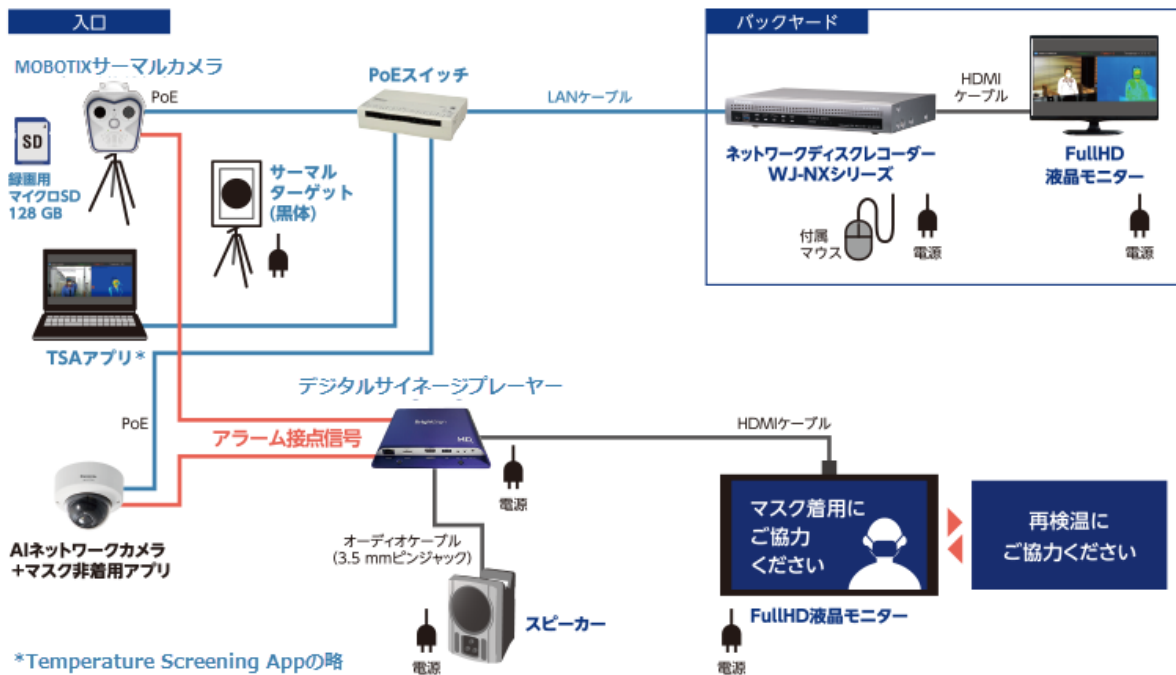 入口
バックヤード
MOBOTIXサーマルカメラ
PoE
PoEスイッチ
LANケーブル
HDMI
ケーブル
SD
録画用
マイクロSD
128 GB
サーマル
ターゲット
(黒体)
ネットワークディスクレコーダー
WJ-NXシリーズ
FullHD
液晶モニター
付属
マウス
電源
電源
TSAアプリ*
デジタルサイネージプレーヤー
PoE
アラーム接点信号
HD
HDMIケーブル
電源
AIネットワークカメラ
+マスク非着用アプリ
オーディオケーブル
(3.5 mmピンジャック)
マスク着用に
ご協力
ください
再検温に
ご協力ください
スピーカー
FullHD液晶モニター
電源
電源
*Temperature Screening Appの略